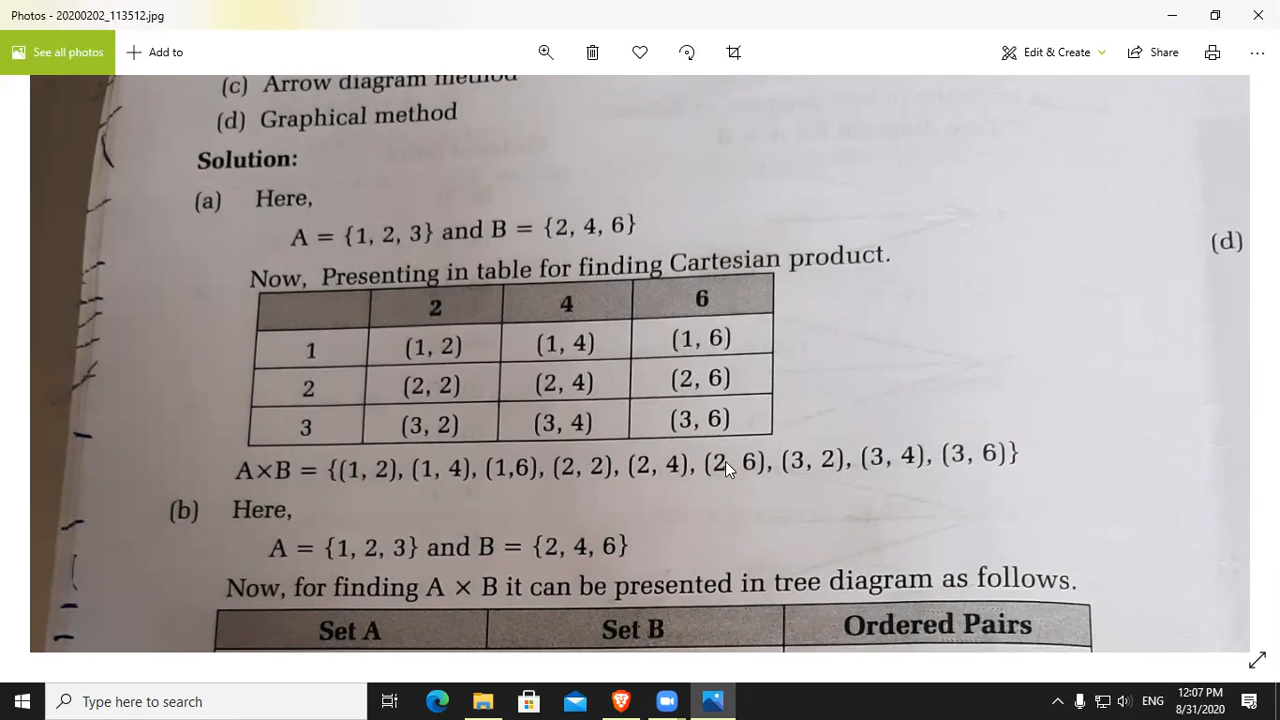 Photos - 20200202_113512.jpg
See all photos
Add to
Edit & Create
Share
(c) Arrow diagram method
(d) Graphical method
Solution:
(a) Here,
A = {1, 2, 3} and B = {2, 4, 6}
(d)
Now, Presenting in table for finding Cartesian product.
2 4 6
1 (1, 2) (1, 4) (1, 6)
2 (2, 2) (2, 4) (2, 6)
3 (3, 2) (3, 4) (3, 6)
A×B = {(1, 2), (1, 4), (1,6), (2, 2), (2, 4), (2, 6), (3, 2), (3, 4), (3, 6)}
(b) Here,
A = {1, 2, 3} and B = {2, 4, 6}
Now, for finding A × B it can be presented in tree diagram as follows.
Set A Set B Ordered Pairs
Type here to search
ENG
12:07 PM
8/31/2020